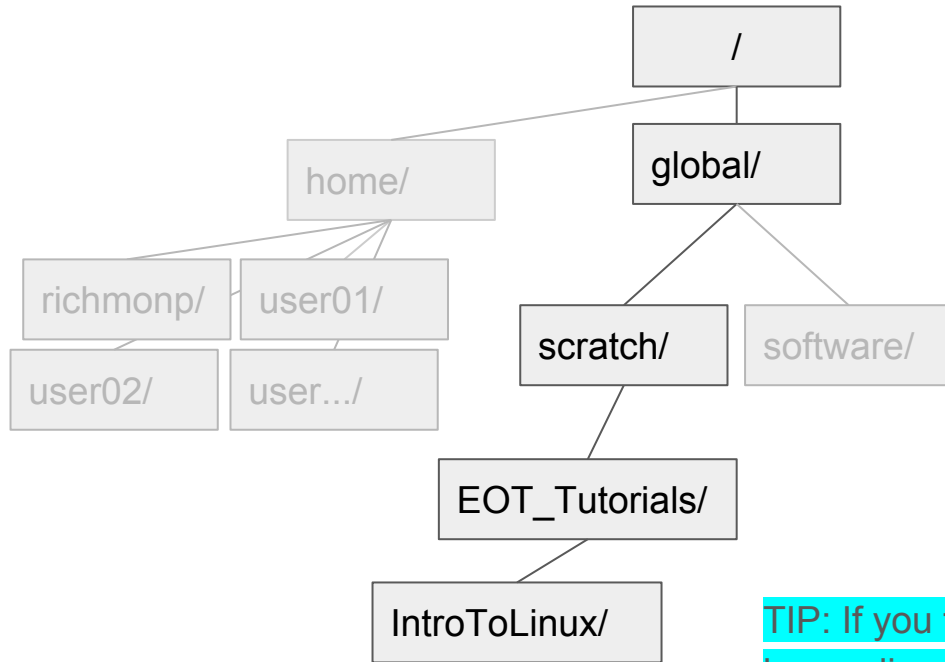 /
home/
global/
richmonp/
user01/
scratch/
software/
user02/
user.../
EOT_Tutorials/
IntroToLinux/
TIP: If you